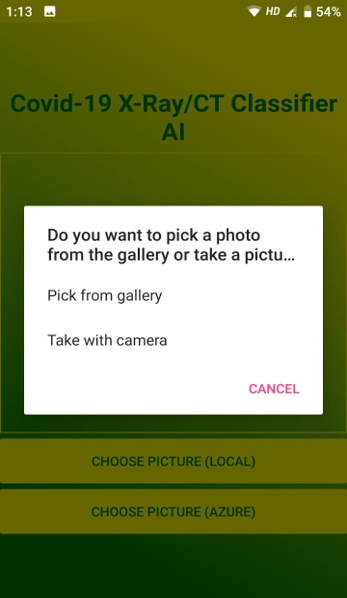 1:13 HD 54%
Covid-19 X-Ray/CT Classifier
AI
Do you want to pick a photo
from the gallery or take a pictu...
Pick from gallery
Take with camera
CANCEL
CHOOSE PICTURE (LOCAL)
CHOOSE PICTURE (AZURE)